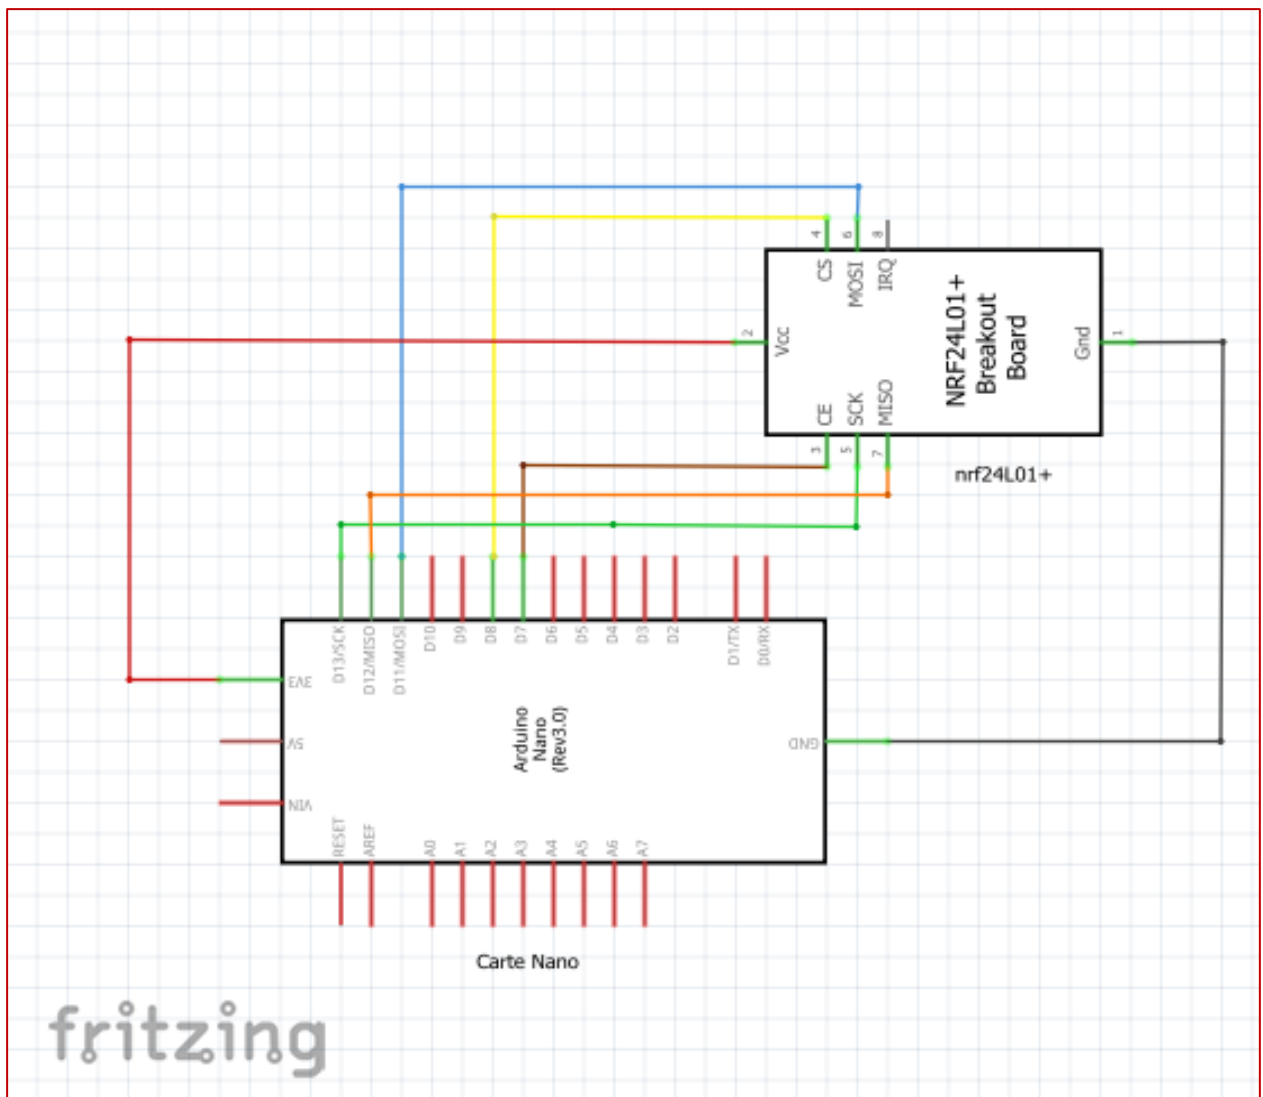 4
6
8
CS
MOSI
IRQ
2
Vcc
NRF24L01+
Breakout
Board
Gnd
1
CE
SCK
MISO
3
5
7
nrf24L01+
D13/SCK
D12/MISO
D11/MOSI
D10
D9
D8
D7
D6
D5
D4
D3
D2
D1/TX
D0/RX
3V3
5V
VIN
Arduino
Nano
(Rev3.0)
GND
RESET
AREF
A0
A1
A2
A3
A4
A5
A6
A7
Carte Nano
fritzing